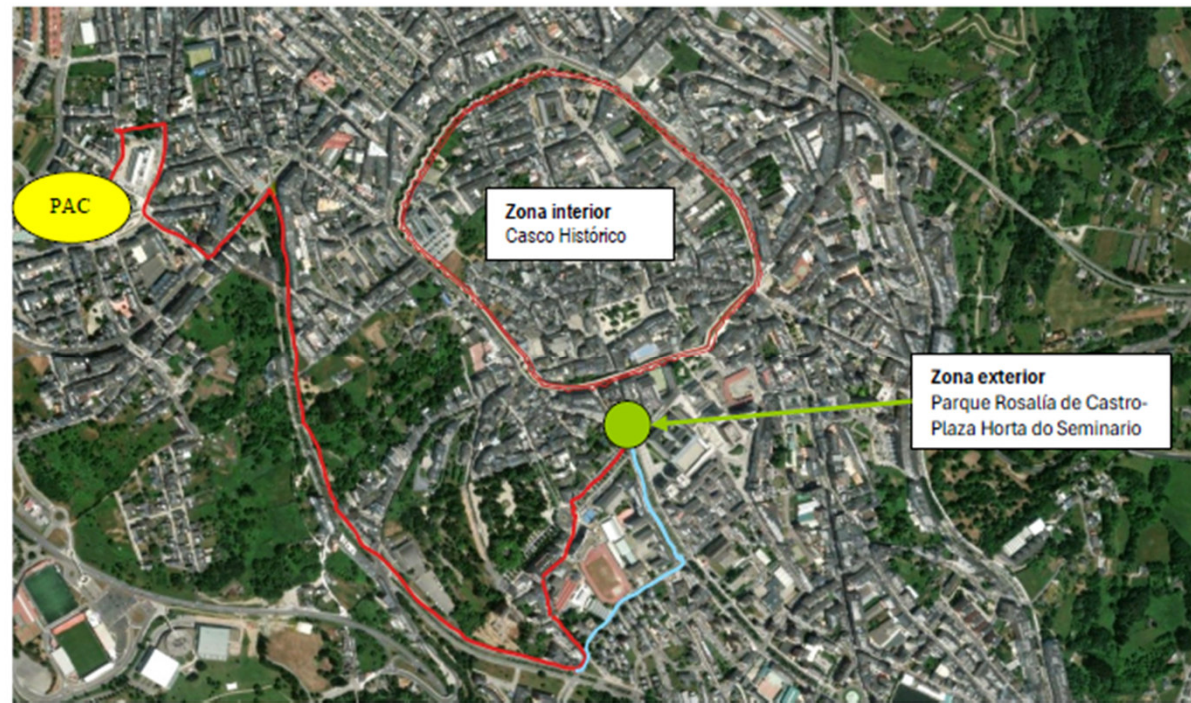 PAC
Zona interior
Casco Histórico
Zona exterior
Parque Rosalía de Castro-
Plaza Horta do Seminario